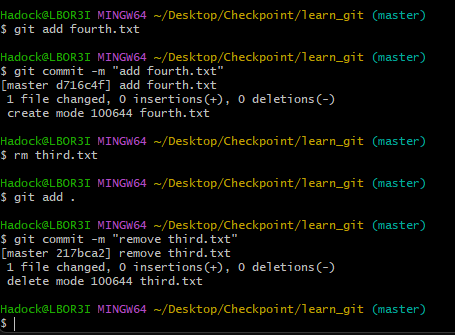 Hadock@LBOR3I MINGW64 ~/Desktop/Checkpoint/learn_git (master)
$ git add fourth.txt
Hadock@LBOR3I MINGW64 ~/Desktop/Checkpoint/learn_git (master)
$ git commit -m "add fourth.txt"
[master d716c4f] add fourth.txt
 1 file changed, 0 insertions(+), 0 deletions(-)
 create mode 100644 fourth.txt
Hadock@LBOR3I MINGW64 ~/Desktop/Checkpoint/learn_git (master)
$ rm third.txt
Hadock@LBOR3I MINGW64 ~/Desktop/Checkpoint/learn_git (master)
$ git add .
Hadock@LBOR3I MINGW64 ~/Desktop/Checkpoint/learn_git (master)
$ git commit -m "remove third.txt"
[master 217bca2] remove third.txt
 1 file changed, 0 insertions(+), 0 deletions(-)
 delete mode 100644 third.txt
Hadock@LBOR3I MINGW64 ~/Desktop/Checkpoint/learn_git (master)
$